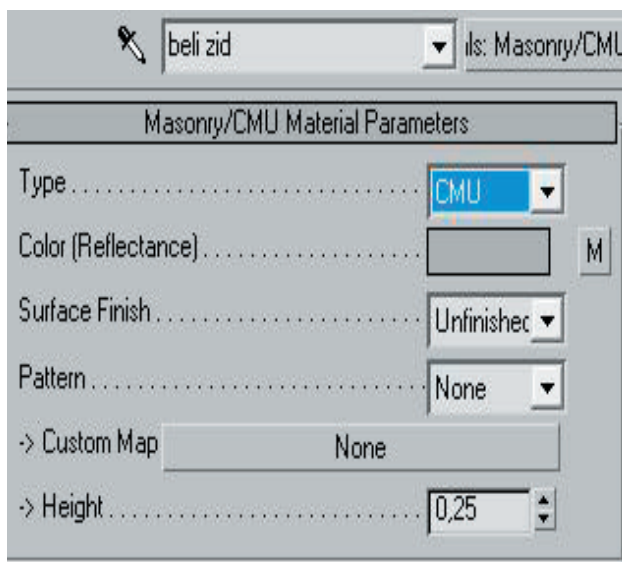 beli zid ils: Masonry/CMU
Masonry/CMU Material Parameters
Type CMU
Color (Reflectance) M
Surface Finish Unfinished
Pattern None
-> Custom Map None
-> Height 0,25